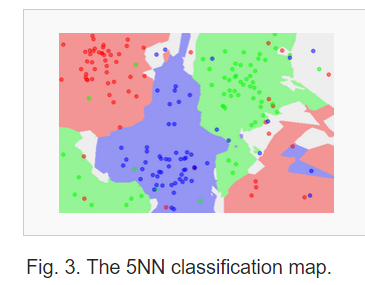 Fig. 3. The 5NN classification map.